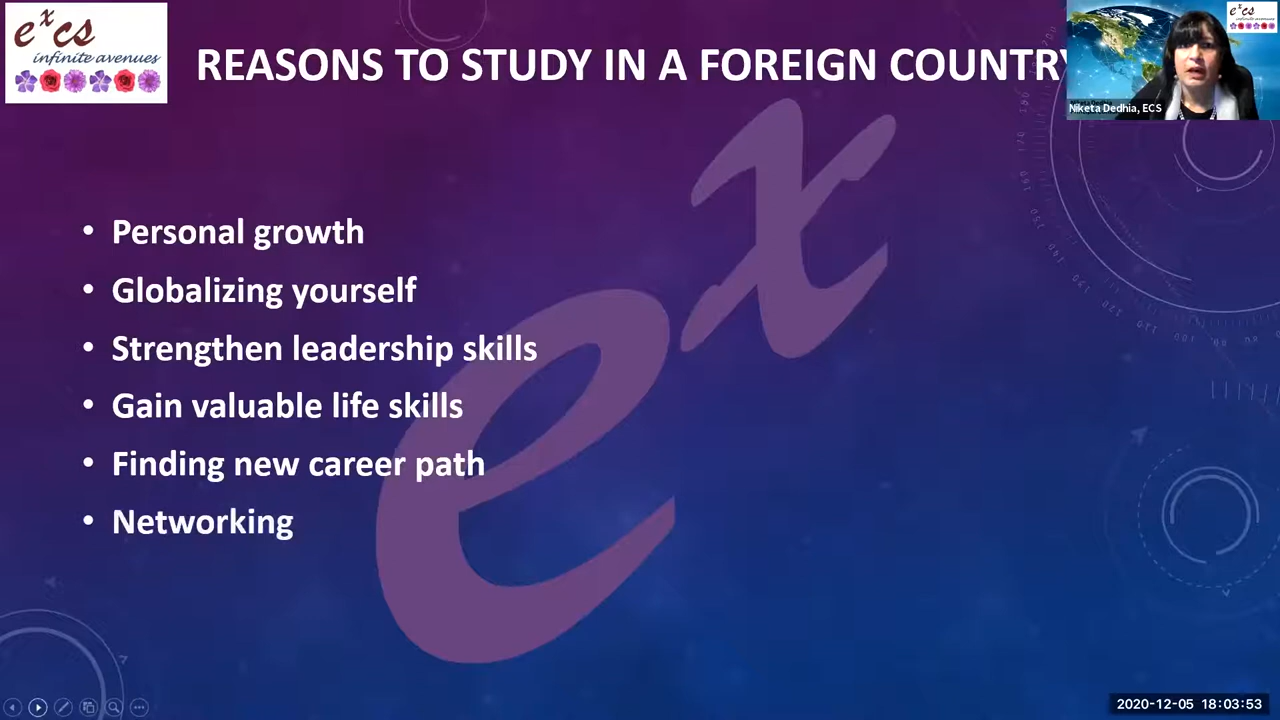 e^x cs
infinite avenues
REASONS TO STUDY IN A FOREIGN COUNTRY
e^x cs
Niketa Dedhia, ECS
• Personal growth
• Globalizing yourself
• Strengthen leadership skills
• Gain valuable life skills
• Finding new career path
• Networking
e^x
2020-12-05 18:03:53